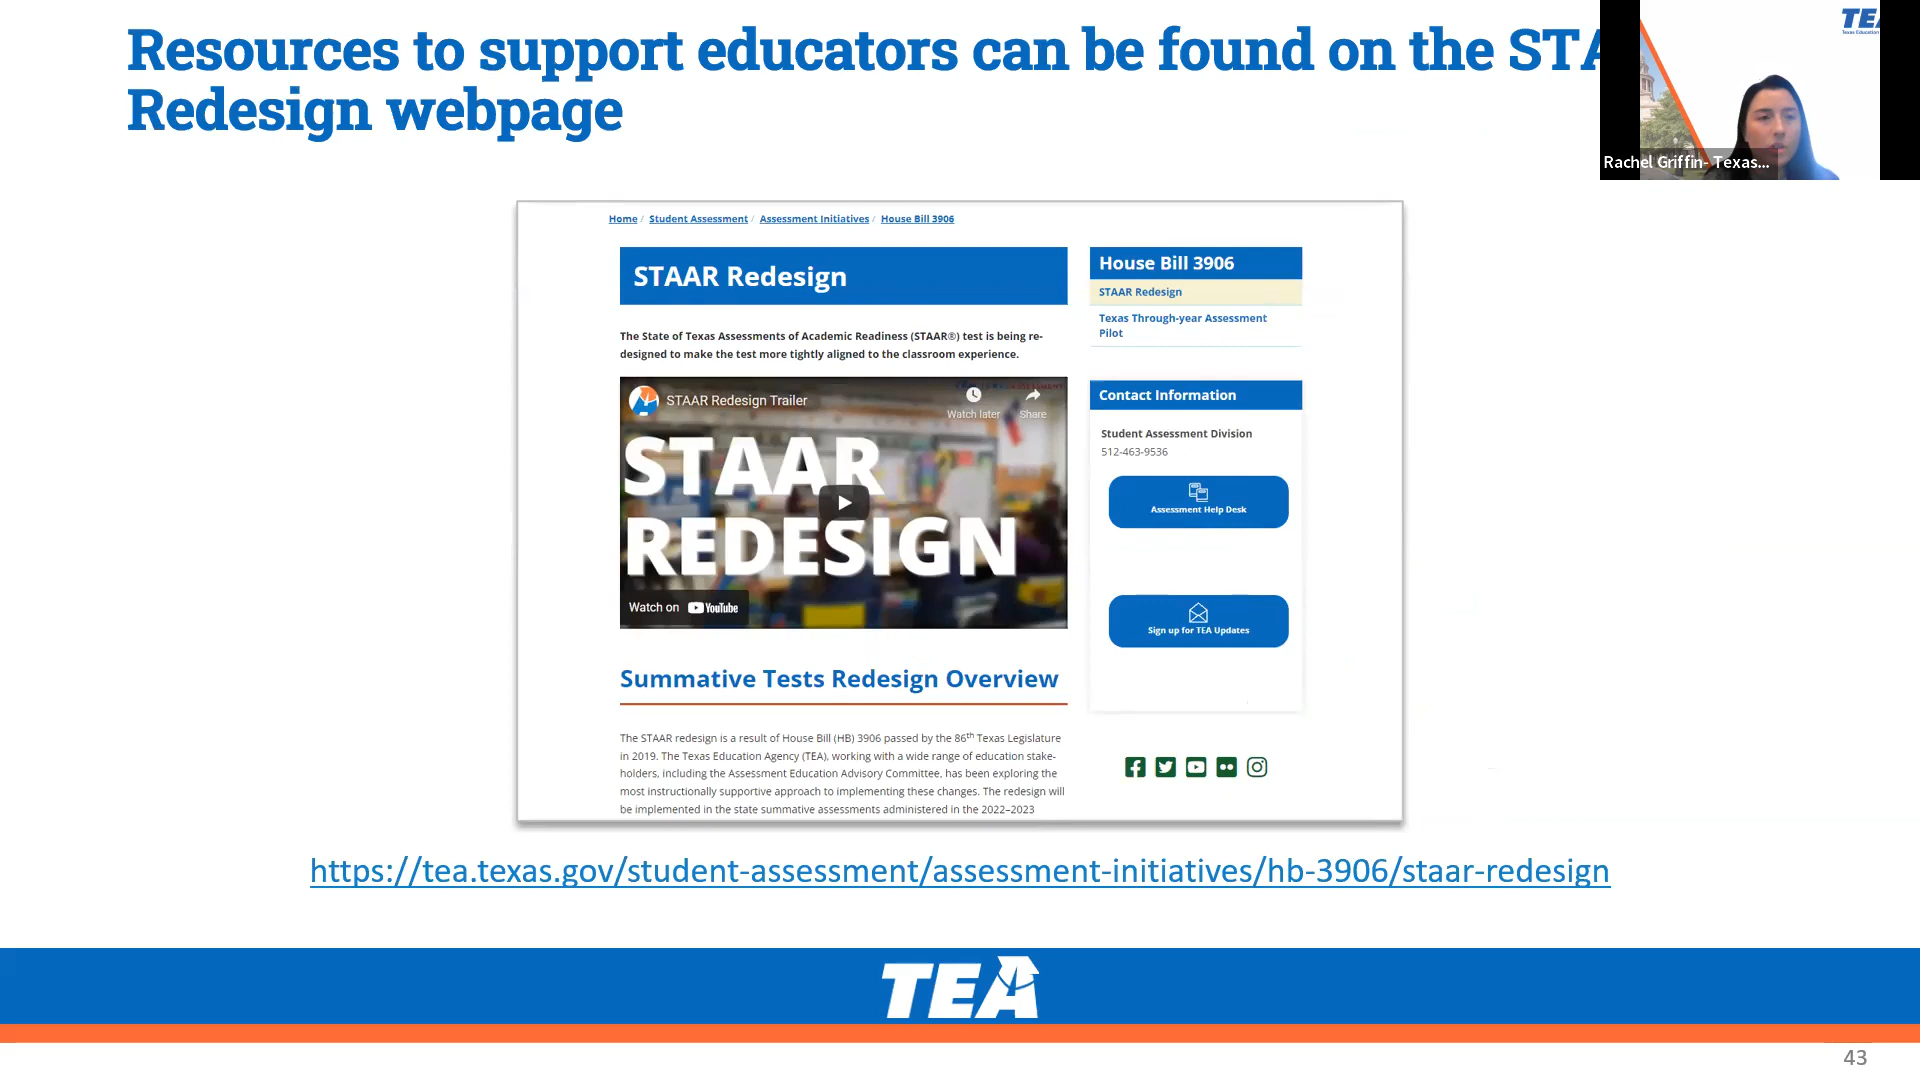 Resources to support educators can be found on the STA
Redesign webpage
TE
Texas Education
Rachel Griffin- Texas...
Home / Student Assessment / Assessment Initiatives / House Bill 3906
STAAR Redesign
The State of Texas Assessments of Academic Readiness (STAAR®) test is being re-
designed to make the test more tightly aligned to the classroom experience.
STAAR Redesign Trailer
Watch later
Share
STAAR
REDESIGN
Watch on YouTube
Summative Tests Redesign Overview
The STAAR redesign is a result of House Bill (HB) 3906 passed by the 86th Texas Legislature
in 2019. The Texas Education Agency (TEA), working with a wide range of education stake-
holders, including the Assessment Education Advisory Committee, has been exploring the
most instructionally supportive approach to implementing these changes. The redesign will
be implemented in the state summative assessments administered in the 2022–2023
House Bill 3906
STAAR Redesign
Texas Through-year Assessment
Pilot
Contact Information
Student Assessment Division
512-463-9536
Assessment Help Desk
Sign up for TEA Updates
https://tea.texas.gov/student-assessment/assessment-initiatives/hb-3906/staar-redesign
TEA
43